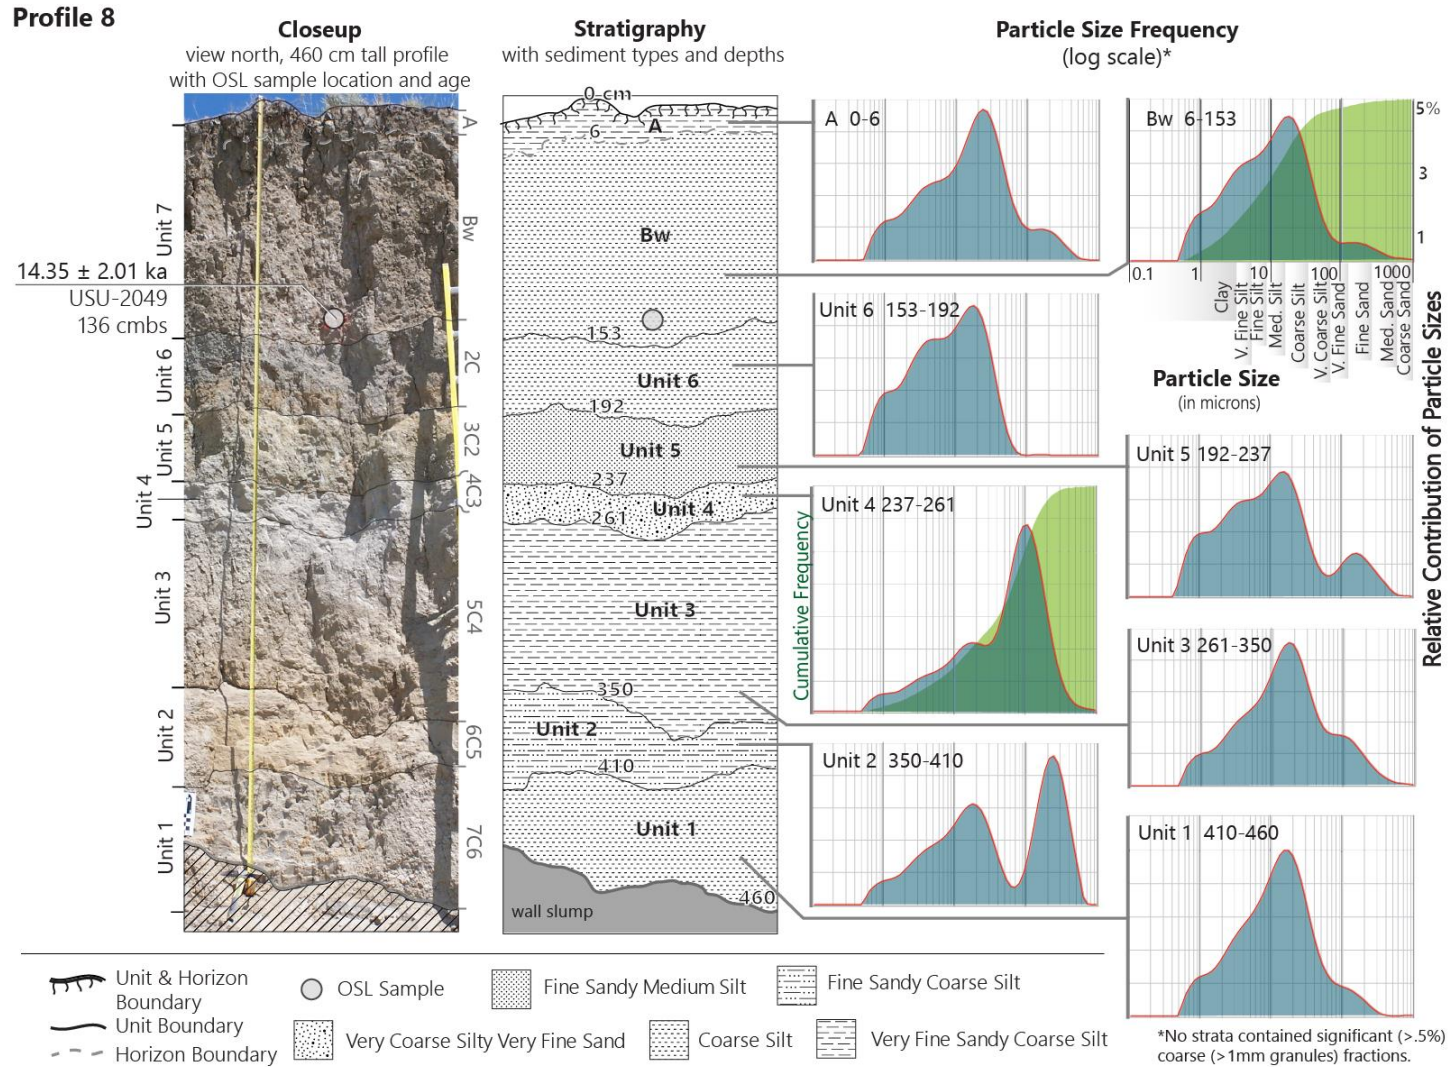 Profile 8
Closeup
view north, 460 cm tall profile
with OSL sample location and age
Stratigraphy
with sediment types and depths
Particle Size Frequency
(log scale)*
Unit 7
14.35 ± 2.01 ka
USU-2049
136 cmbs
Unit 6
Unit 5
Unit 4
Unit 3
Unit 2
Unit 1
A
Bw
2C
3C2
4C3
5C4
6C5
7C6
0 cm
6
A
Bw
153
Unit 6
192
Unit 5
237
Unit 4
261
Unit 3
350
Unit 2
410
Unit 1
460
wall slump
A 0-6
Bw 6-153
5%
3
1
0.1 1 10 100 1000
Clay
V. Fine Silt
Fine Silt
Med. Silt
Coarse Silt
V. Coarse Silt
V. Fine Sand
Fine Sand
Med. Sand
Coarse Sand
Particle Size
(in microns)
Relative Contribution of Particle Sizes
Unit 6 153-192
Unit 5 192-237
Cumulative Frequency
Unit 4 237-261
Unit 3 261-350
Unit 2 350-410
Unit 1 410-460
Unit & Horizon
Boundary
Unit Boundary
Horizon Boundary
OSL Sample
Fine Sandy Medium Silt
Fine Sandy Coarse Silt
Very Coarse Silty Very Fine Sand
Coarse Silt
Very Fine Sandy Coarse Silt
*No strata contained significant (>.5%)
coarse (>1mm granules) fractions.